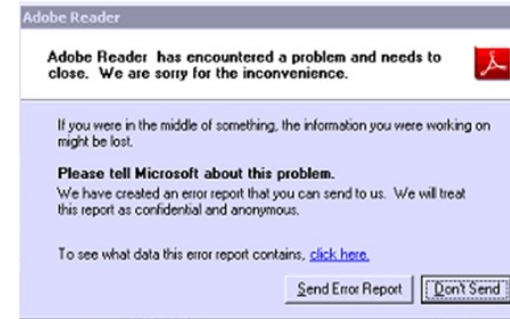 Adobe Reader
Adobe Reader has encountered a problem and needs to
close. We are sorry for the inconvenience.
If you were in the middle of something, the information you were working on
might be lost.
Please tell Microsoft about this problem.
We have created an error report that you can send to us. We will treat
this report as confidential and anonymous.
To see what data this error report contains, click here.
Send Error Report Don't Send